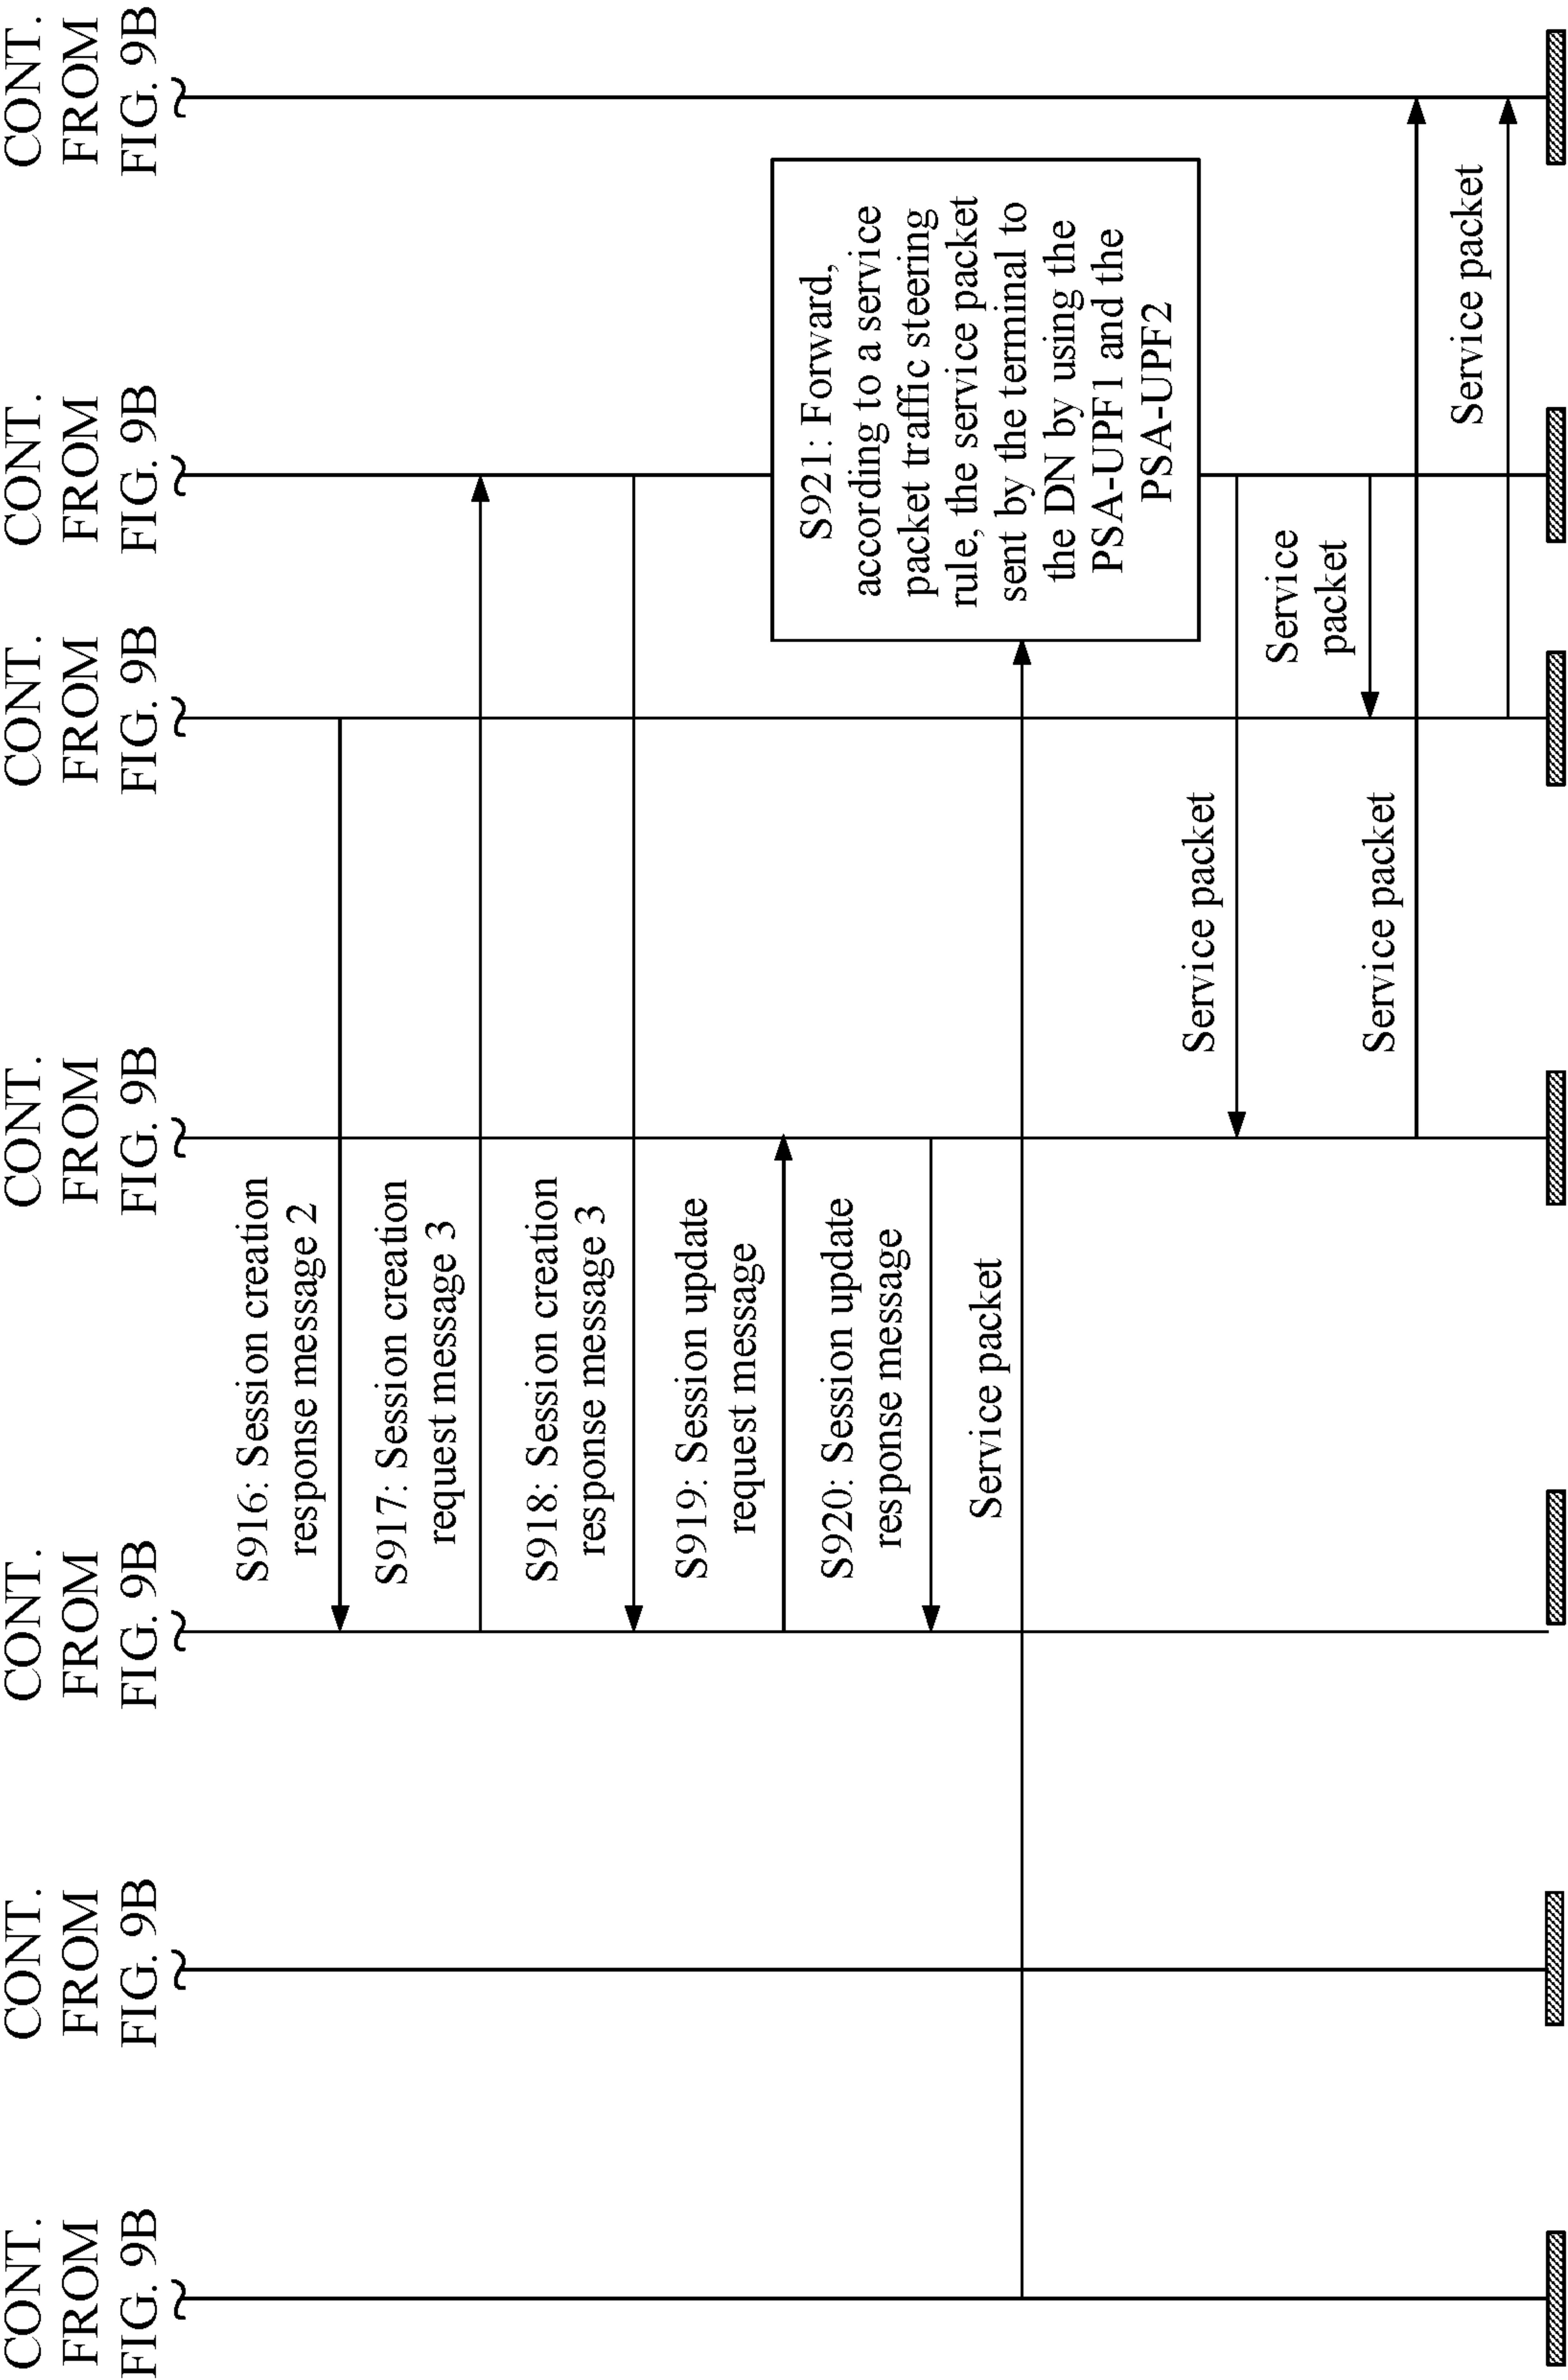 CONT.
FROM
FIG. 9B
CONT.
FROM
FIG. 9B
CONT.
FROM
FIG. 9B
CONT.
FROM
FIG. 9B
CONT.
FROM
FIG. 9B
CONT.
FROM
FIG. 9B
CONT.
FROM
FIG. 9B
S916: Session creation
response message 2
S917: Session creation
request message 3
S918: Session creation
response message 3
S919: Session update
request message
S920: Session update
response message
Service packet
S921: Forward,
according to a service
packet traffic steering
rule, the service packet
sent by the terminal to
the DN by using the
PSA-UPF1 and the
PSA-UPF2
Service packet
Service
packet
Service packet
Service packet